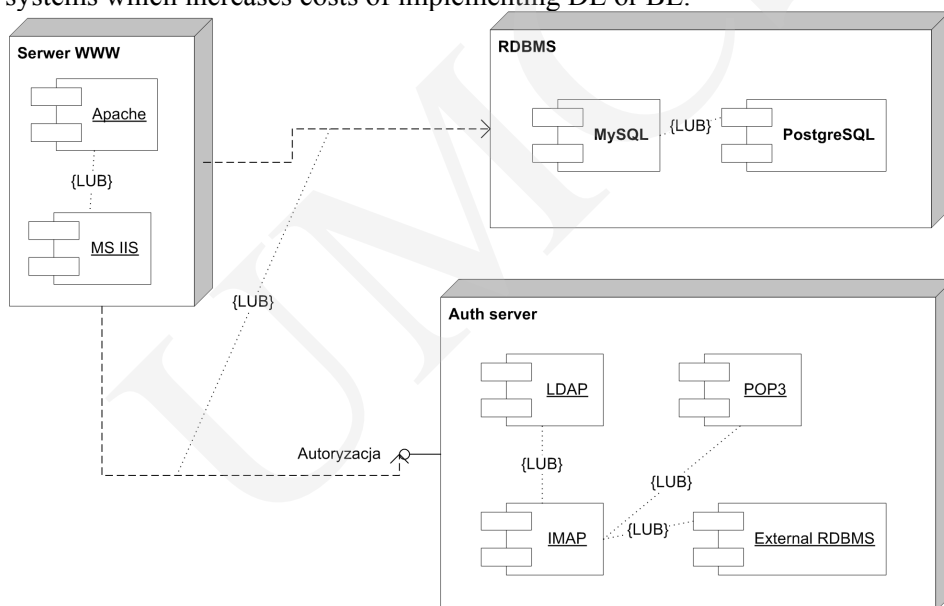 systems which increases costs of implementing DL or BL.
Serwer WWW
Apache
{LUB}
MS IIS
RDBMS
MySQL
{LUB}
PostgreSQL
{LUB}
Auth server
LDAP
POP3
Autoryzacja
{LUB}
{LUB}
IMAP
{LUB}
External RDBMS
UMCS